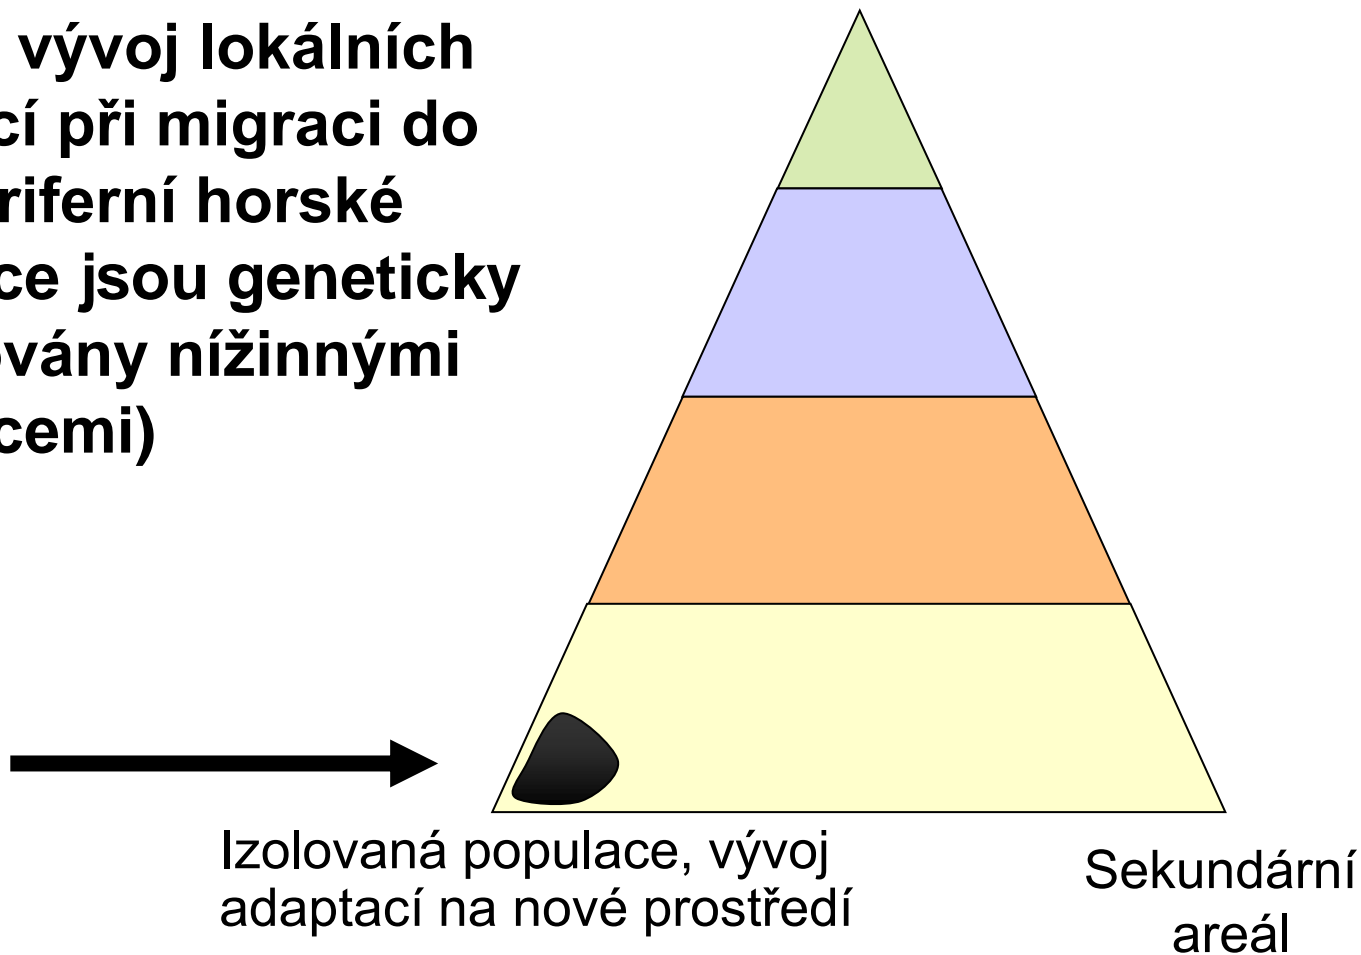 vývoj lokálních
cí při migraci do
riferní horské
ce jsou geneticky
ovány nížinnými
cemi)
Izolovaná populace, vývoj
adaptací na nové prostředí
Sekundární
areál